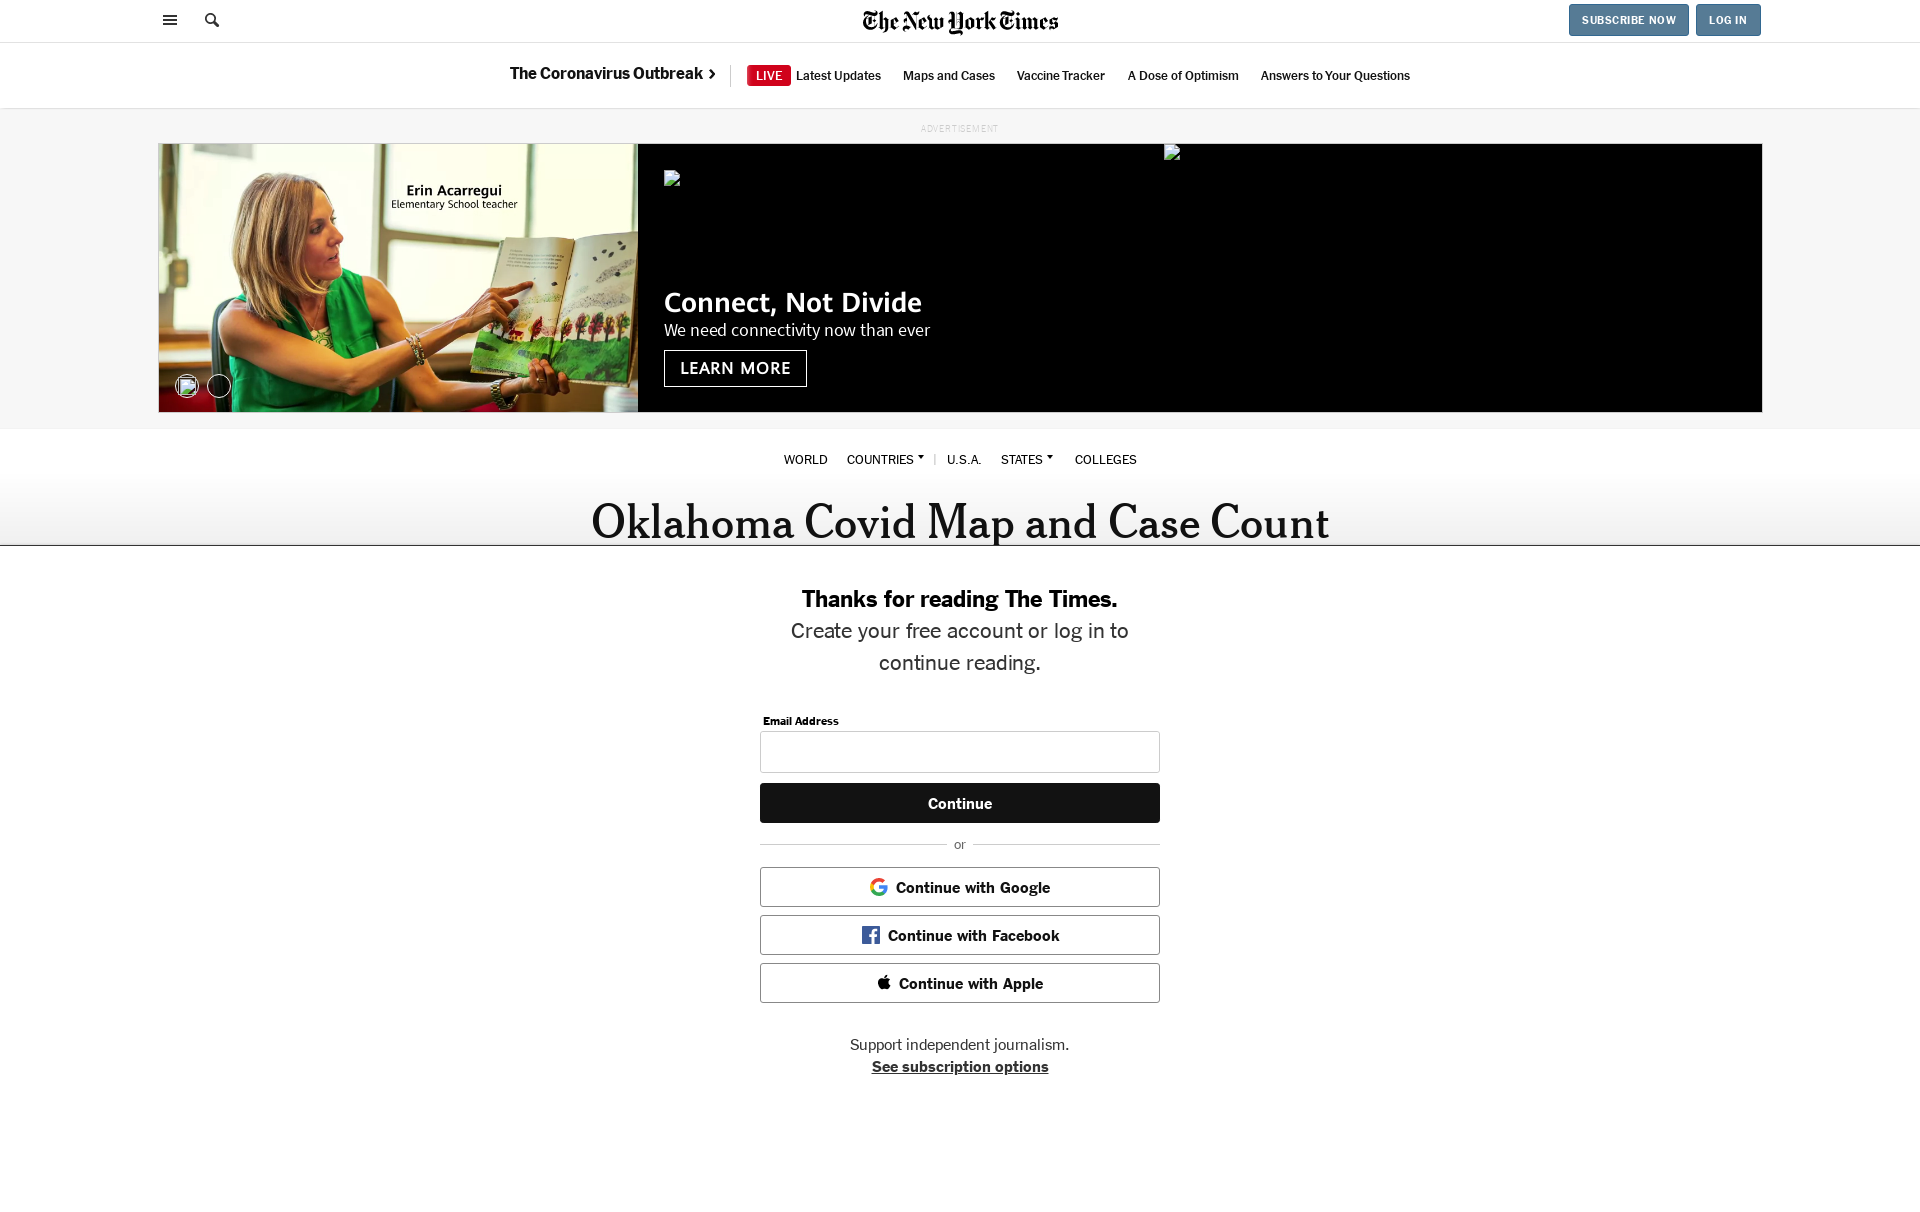 The New York Times
SUBSCRIBE NOW
LOG IN
The Coronavirus Outbreak ›
LIVE Latest Updates
Maps and Cases
Vaccine Tracker
A Dose of Optimism
Answers to Your Questions
ADVERTISEMENT
Erin Acarregui
Elementary School teacher
Connect, Not Divide
We need connectivity now than ever
LEARN MORE
WORLD
COUNTRIES
U.S.A.
STATES
COLLEGES
Oklahoma Covid Map and Case Count
Thanks for reading The Times.
Create your free account or log in to
continue reading.
Email Address
Continue
or
Continue with Google
Continue with Facebook
Continue with Apple
Support independent journalism.
See subscription options